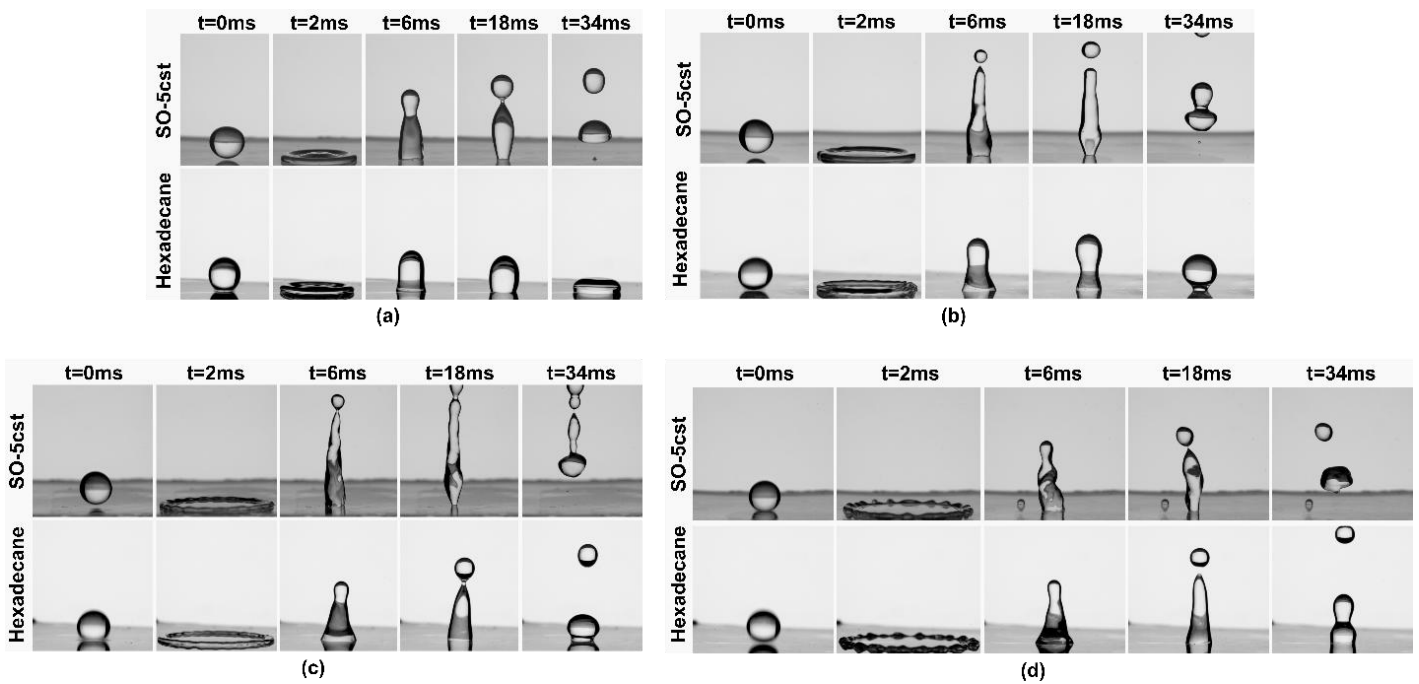 t=0ms t=2ms t=6ms t=18ms t=34ms
SO-5cst
Hexadecane
(a)
t=0ms t=2ms t=6ms t=18ms t=34ms
SO-5cst
Hexadecane
(b)
t=0ms t=2ms t=6ms t=18ms t=34ms
SO-5cst
Hexadecane
(c)
t=0ms t=2ms t=6ms t=18ms t=34ms
SO-5cst
Hexadecane
(d)